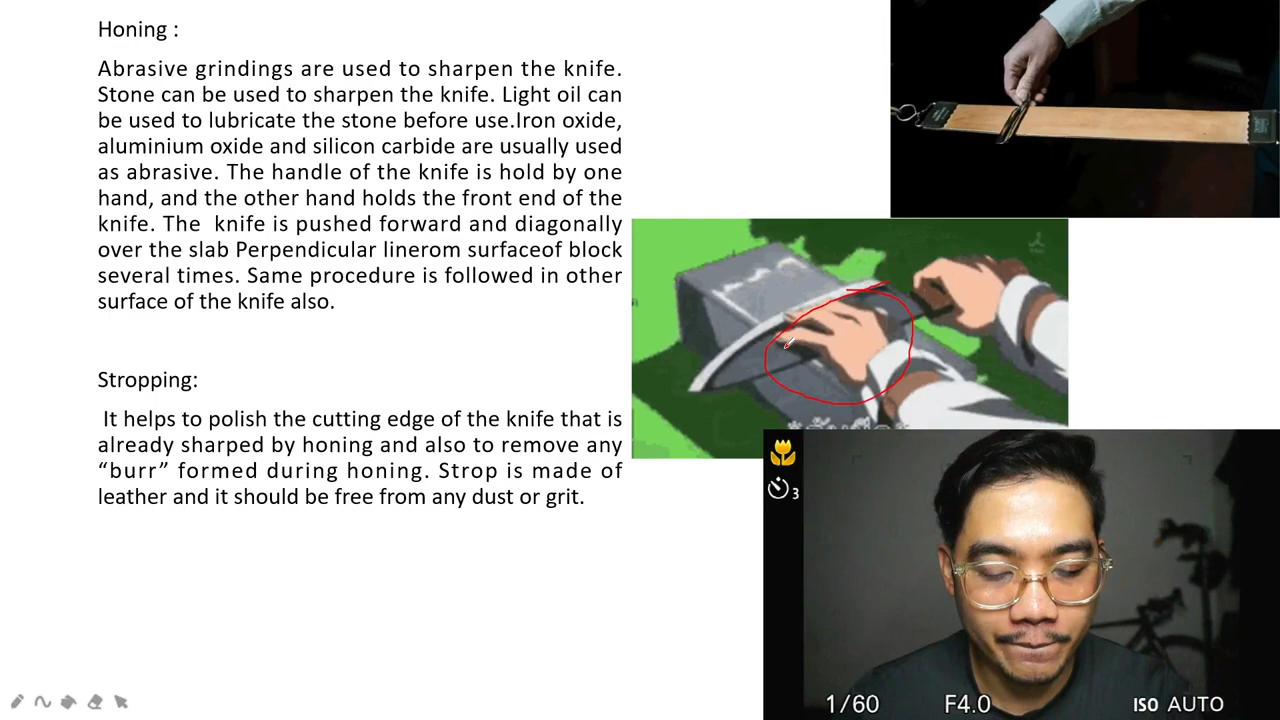 Honing :
Abrasive grindings are used to sharpen the knife.
Stone can be used to sharpen the knife. Light oil can
be used to lubricate the stone before use.Iron oxide,
aluminium oxide and silicon carbide are usually used
as abrasive. The handle of the knife is hold by one
hand, and the other hand holds the front end of the
knife. The  knife is pushed forward and diagonally
over the slab Perpendicular linerom surfaceof block
several times. Same procedure is followed in other
surface of the knife also.
Stropping:
It helps to polish the cutting edge of the knife that is
already sharped by honing and also to remove any
“burr” formed during honing. Strop is made of
leather and it should be free from any dust or grit.
3
1/60 F4.0 ISO AUTO